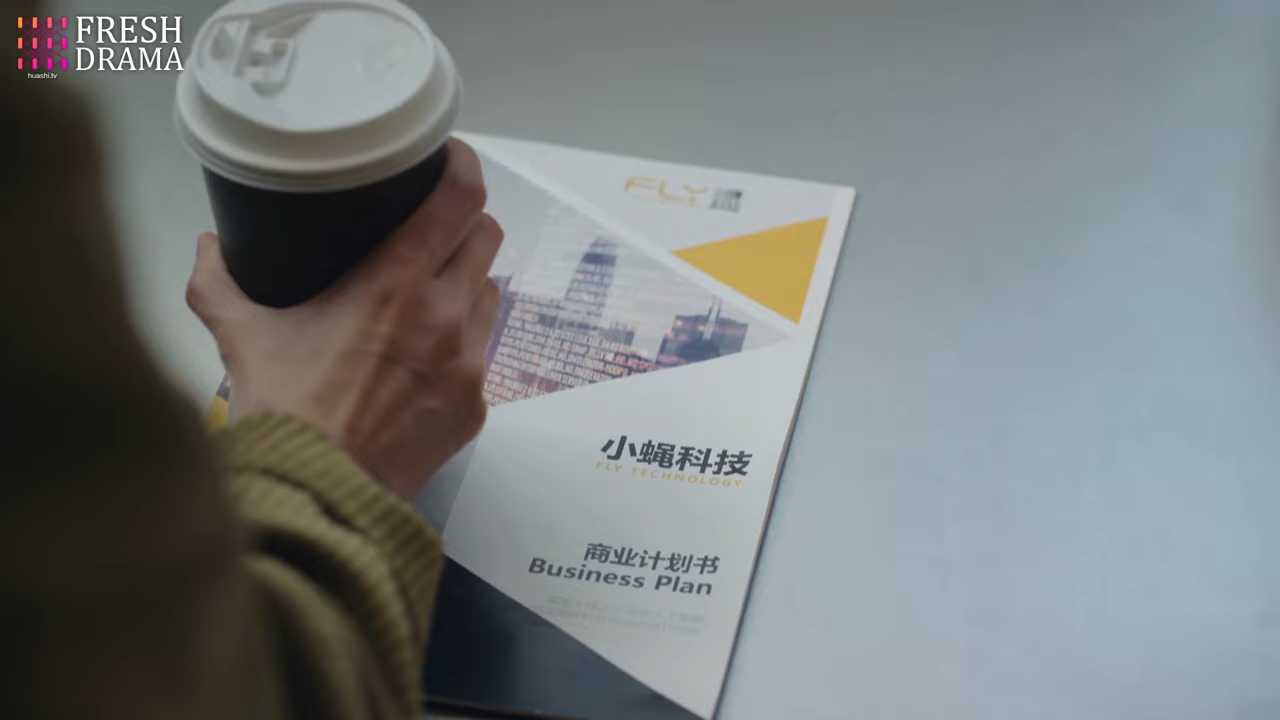 FRESH
DRAMA
huashi.tv
FLY
小蝇科技
FLY TECHNOLOGY
商业计划书
Business Plan